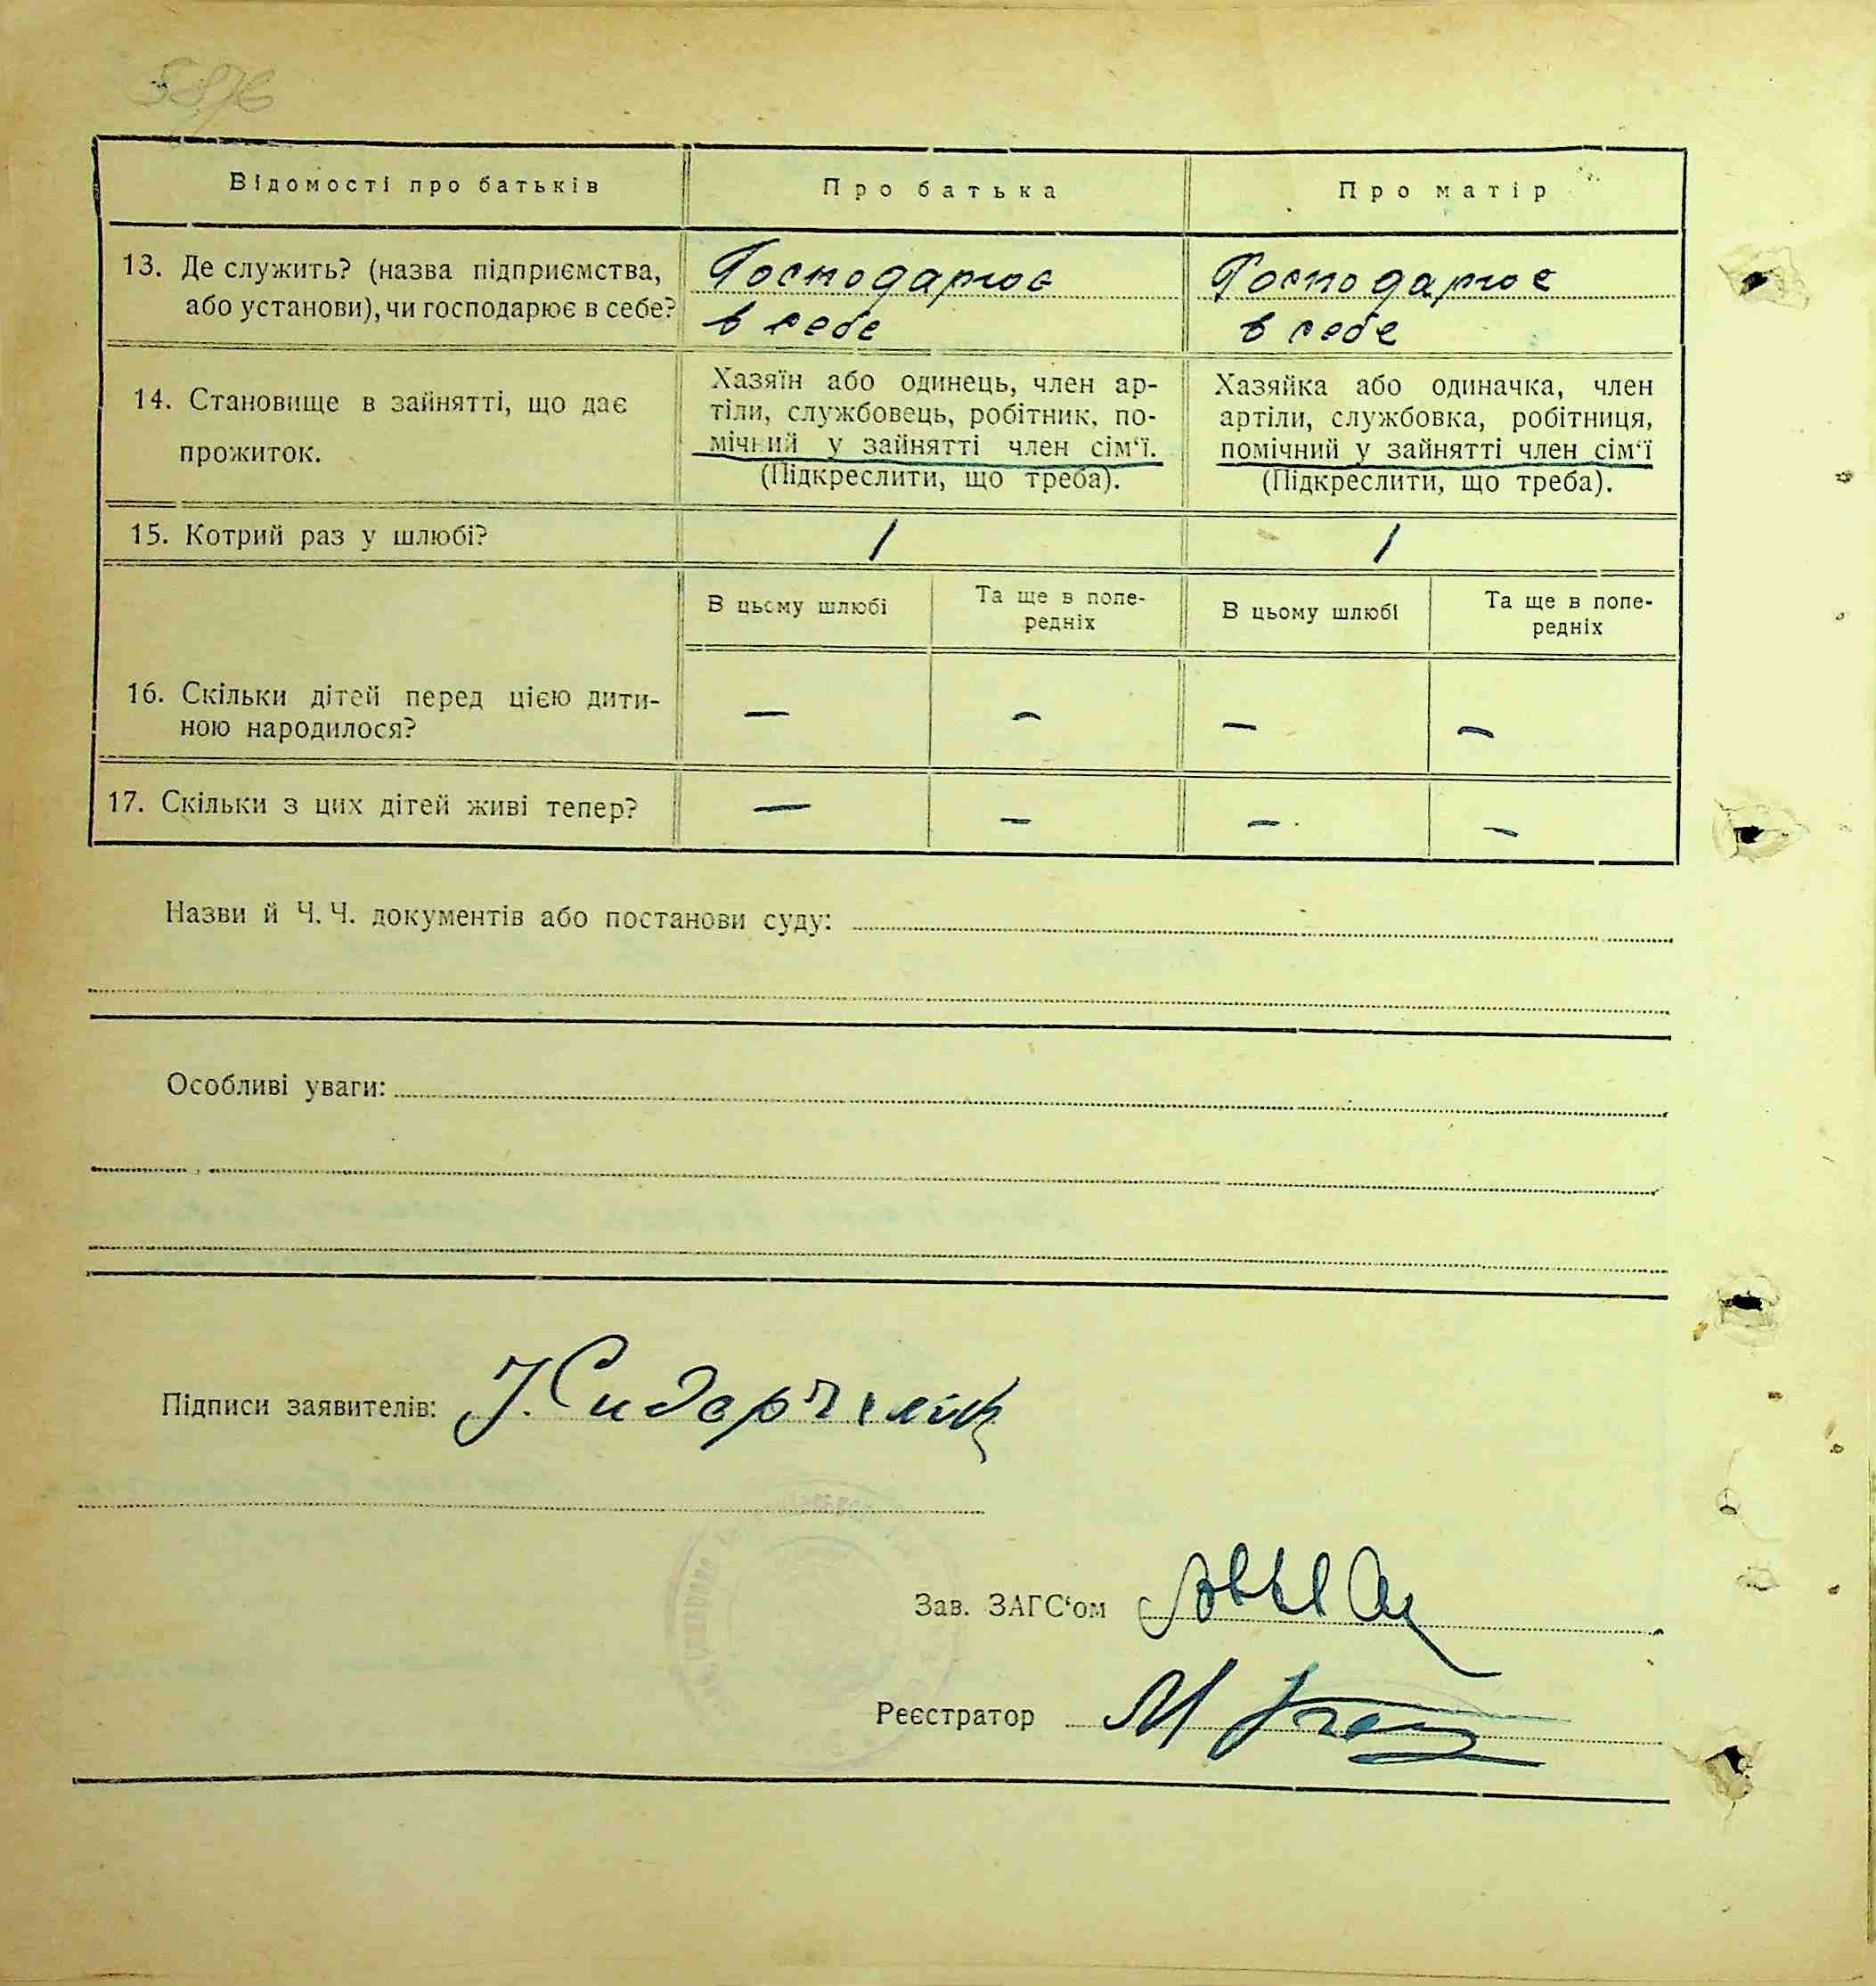 Відомості про батьків Про батька Про матір
13. Де служить? (назва підприємства, або установи), чи господарює в себе?
Господарює
в себе
Господарює
в себе
14. Становище в зайнятті, що дає
прожиток.
Хазяїн або одинець, член ар-
тіли, службовець, робітник, по-
мічний у зайнятті член сім‘ї.
(Підкреслити, що треба).
Хазяйка або одиначка, член
артіли, службовка, робітниця,
помічний у зайнятті член сім‘ї
(Підкреслити, що треба).
15. Котрий раз у шлюбі? 1 1
В цьому шлюбі
Та ще в попе-
редніх
В цьому шлюбі
Та ще в попе-
редніх
16. Скільки дітей перед цією дити-
ною народилося?
— — — —
17. Скільки з цих дітей живі тепер? — — — —
Назви й Ч. Ч. документів або постанови суду:
Особливі уваги:
Підписи заявителів:
Зав. ЗАГС‘ом
Реєстратор